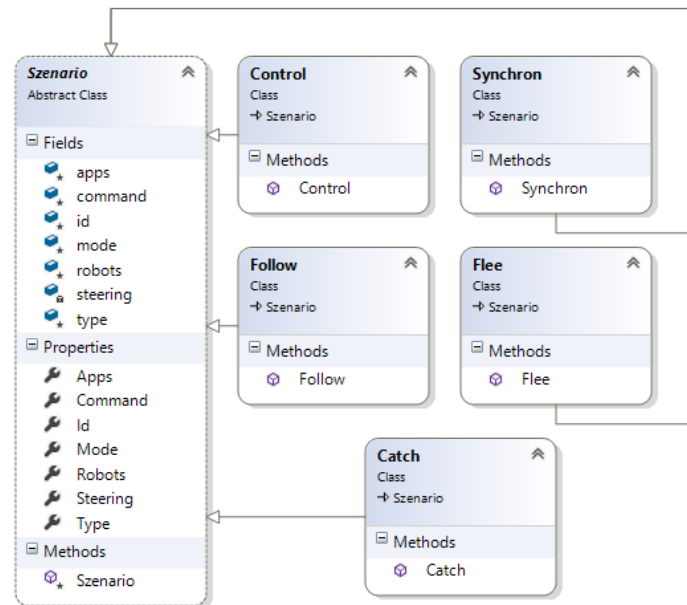 Szenario
Abstract Class
Fields
apps
command
id
mode
robots
steering
type
Properties
Apps
Command
Id
Mode
Robots
Steering
Type
Methods
Szenario
Control
Class
Szenario
Methods
Control
Synchron
Class
Szenario
Methods
Synchron
Follow
Class
Szenario
Methods
Follow
Flee
Class
Szenario
Methods
Flee
Catch
Class
Szenario
Methods
Catch